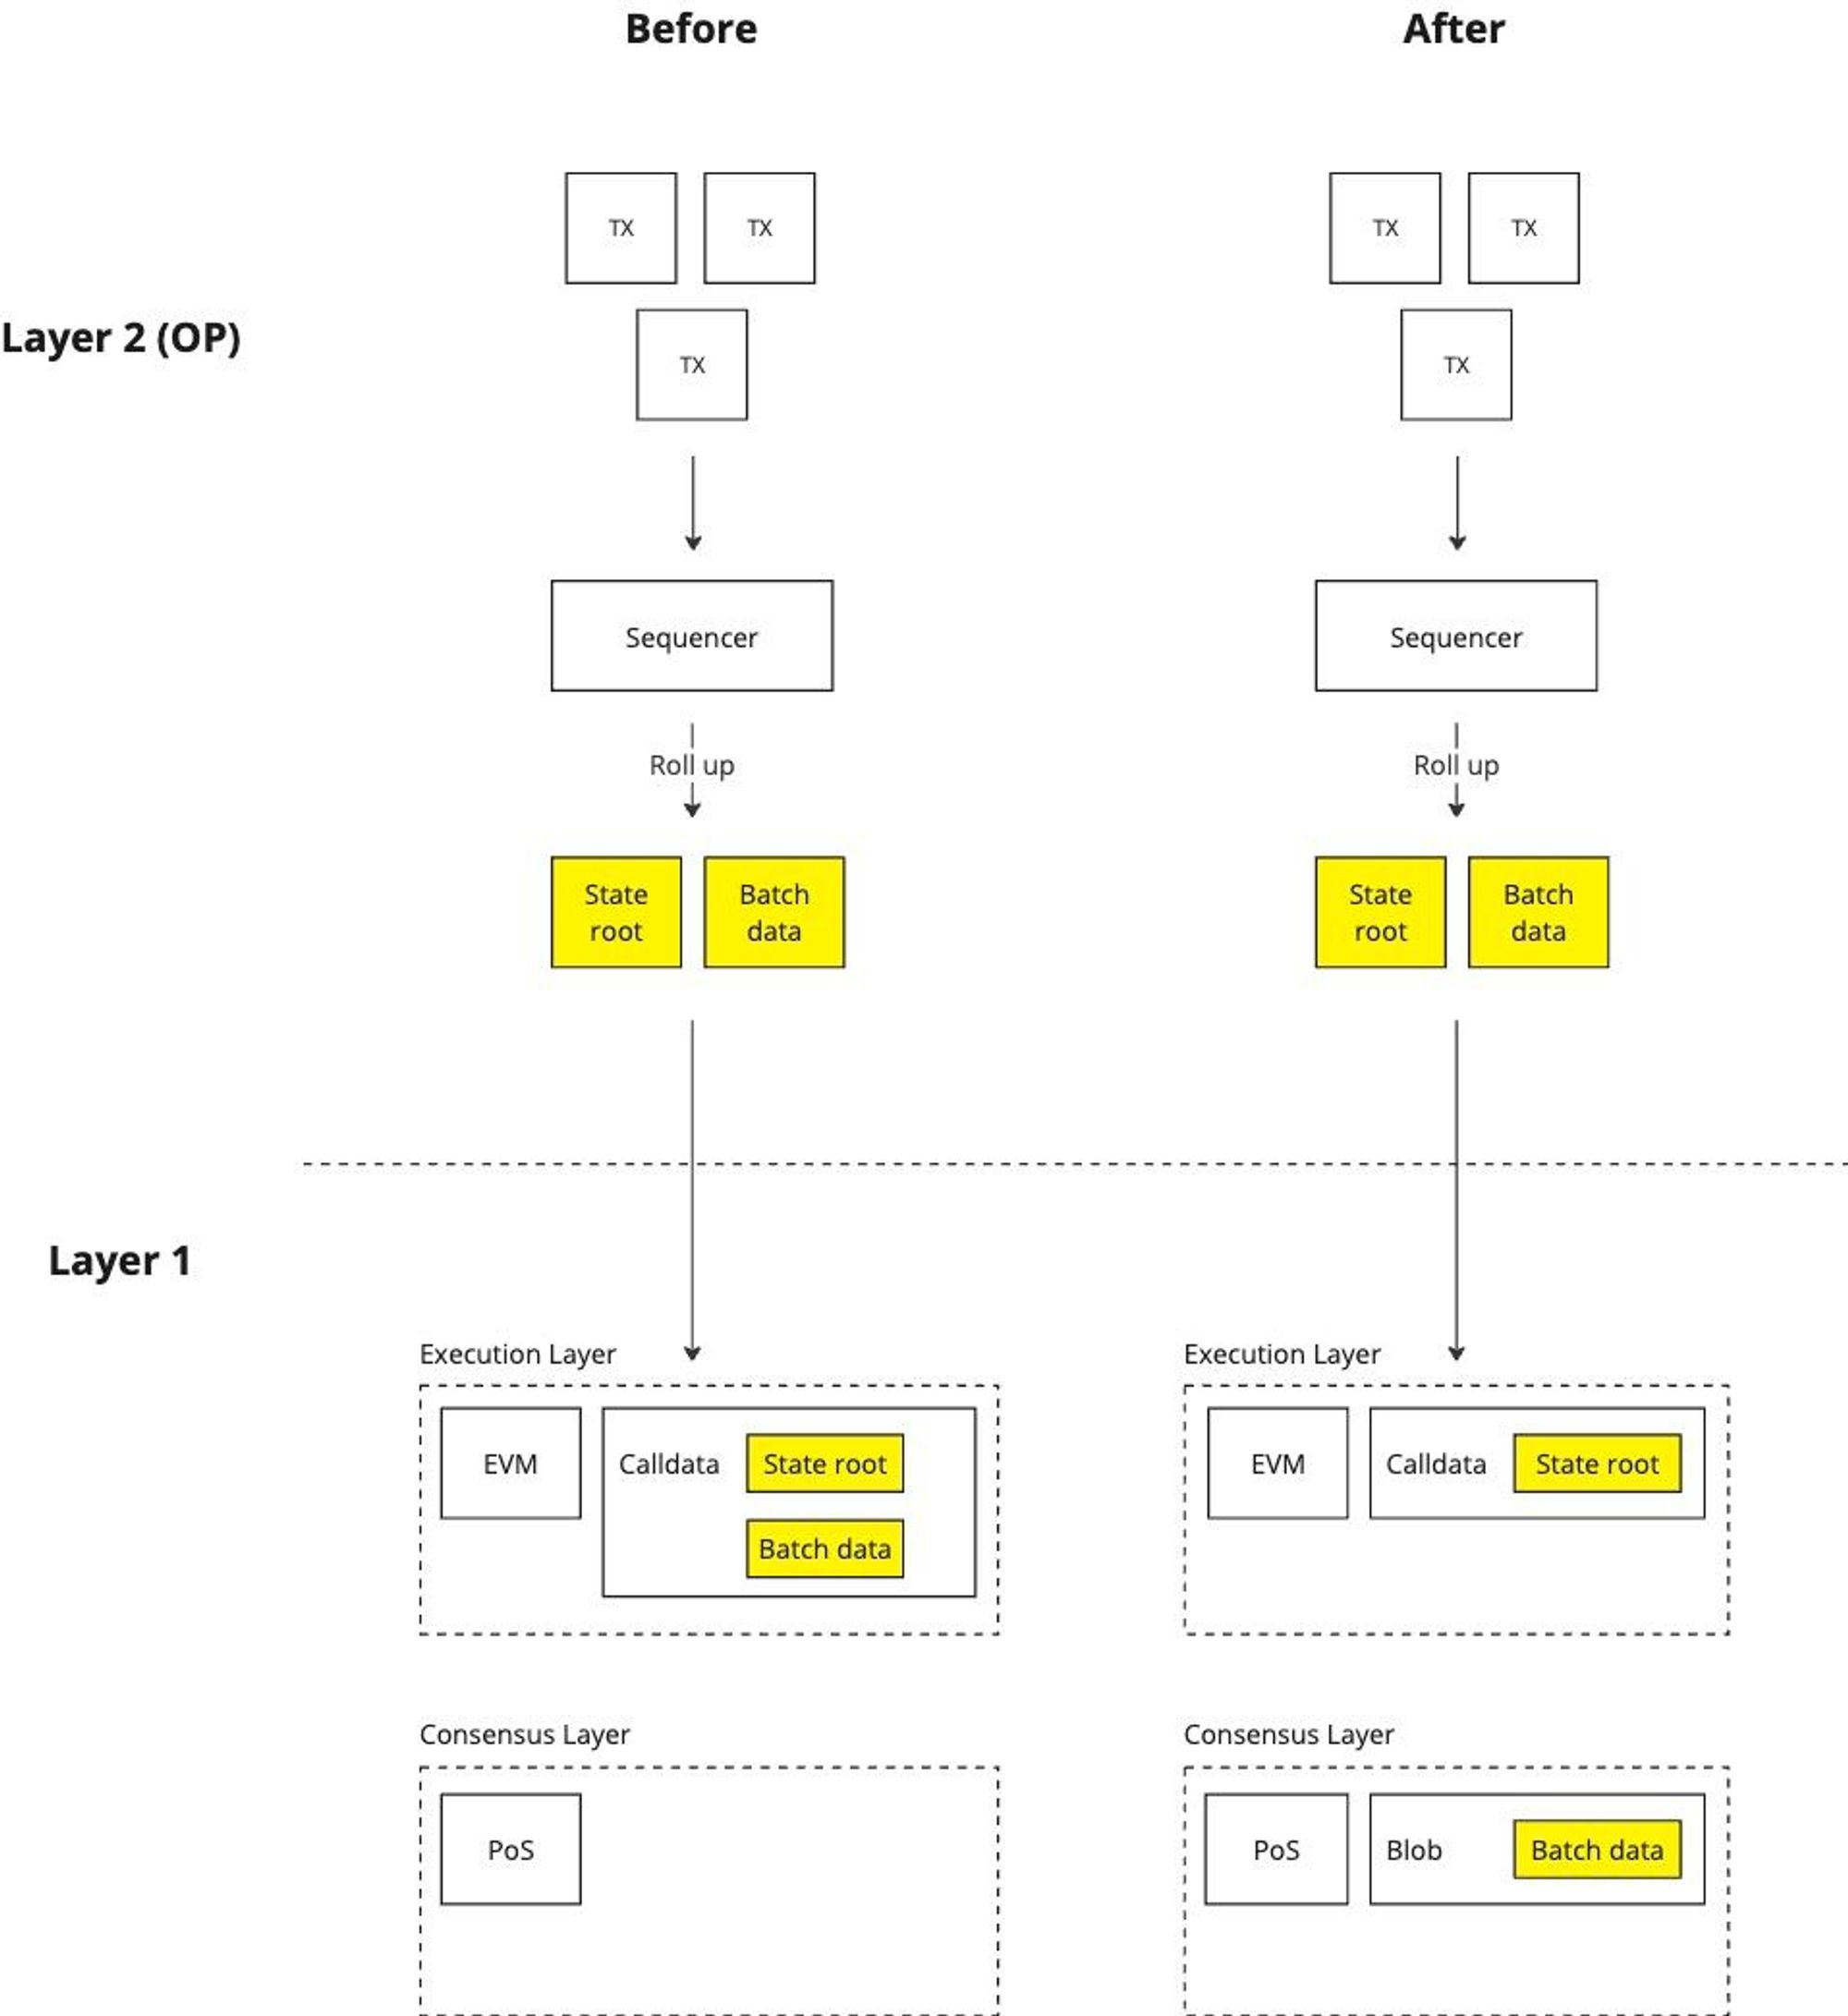 Before
After
TX
TX
TX
TX
Layer 2 (OP)
TX
TX
Sequencer
Sequencer
Roll up
Roll up
State
root
Batch
data
State
root
Batch
data
Layer 1
Execution Layer
Execution Layer
EVM
Calldata
State root
Batch data
EVM
Calldata
State root
Consensus Layer
Consensus Layer
PoS
PoS
Blob
Batch data